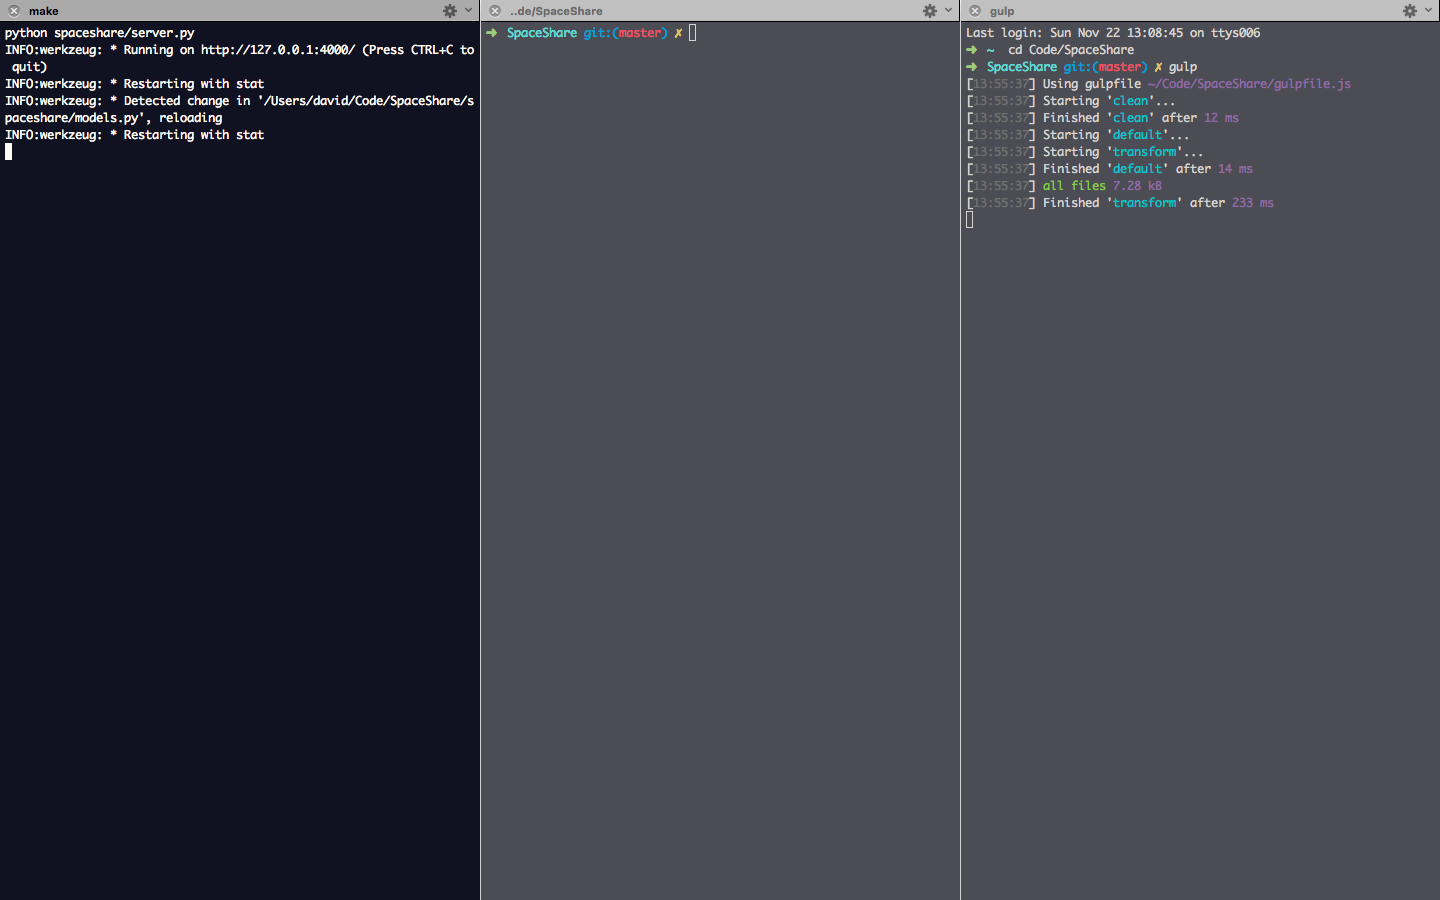 make
python spaceshare/server.py
INFO:werkzeug: * Running on http://127.0.0.1:4000/ (Press CTRL+C to
quit)
INFO:werkzeug: * Restarting with stat
INFO:werkzeug: * Detected change in '/Users/david/Code/SpaceShare/s
paceshare/models.py', reloading
INFO:werkzeug: * Restarting with stat
..de/SpaceShare
➜ SpaceShare git:(master) ✗
gulp
Last login: Sun Nov 22 13:08:45 on ttys006
➜ ~ cd Code/SpaceShare
➜ SpaceShare git:(master) ✗ gulp
[13:55:37] Using gulpfile ~/Code/SpaceShare/gulpfile.js
[13:55:37] Starting 'clean'...
[13:55:37] Finished 'clean' after 12 ms
[13:55:37] Starting 'default'...
[13:55:37] Starting 'transform'...
[13:55:37] Finished 'default' after 14 ms
[13:55:37] all files 7.28 kB
[13:55:37] Finished 'transform' after 233 ms